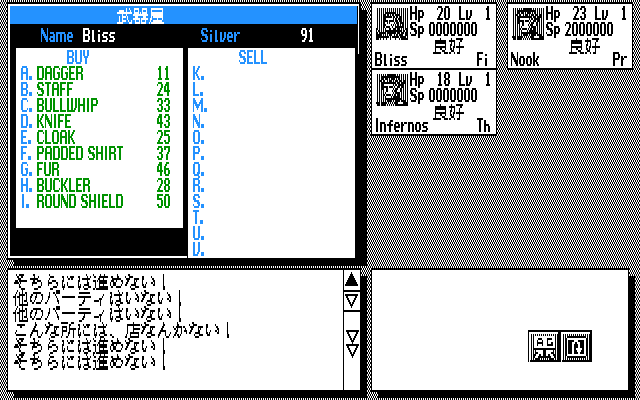 武器屋
Name Bliss Silver 91
BUY SELL
A. DAGGER 11
B. STAFF 24
C. BULLWHIP 33
D. KNIFE 43
E. CLOAK 25
F. PADDED SHIRT 37
G. FUR 46
H. BUCKLER 28
I. ROUND SHIELD 50
K.
L.
M.
N.
O.
P.
Q.
R.
S.
T.
U.
V.
Hp 20 Lv 1
Sp 0000000
良好
Bliss Fi
Hp 23 Lv 1
Sp 2000000
良好
Nook Pr
Hp 18 Lv 1
Sp 0000000
良好
Infernos Th
そちらには進めない!
他のパーティはいない!
他のパーティはいない!
こんな所には、店なんかない!
そちらには進めない!
そちらには進めない!